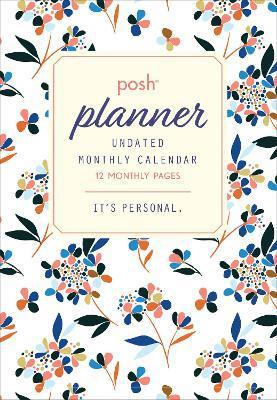 posh®
planner
UNDATED
MONTHLY CALENDAR
12 MONTHLY PAGES
IT'S PERSONAL.